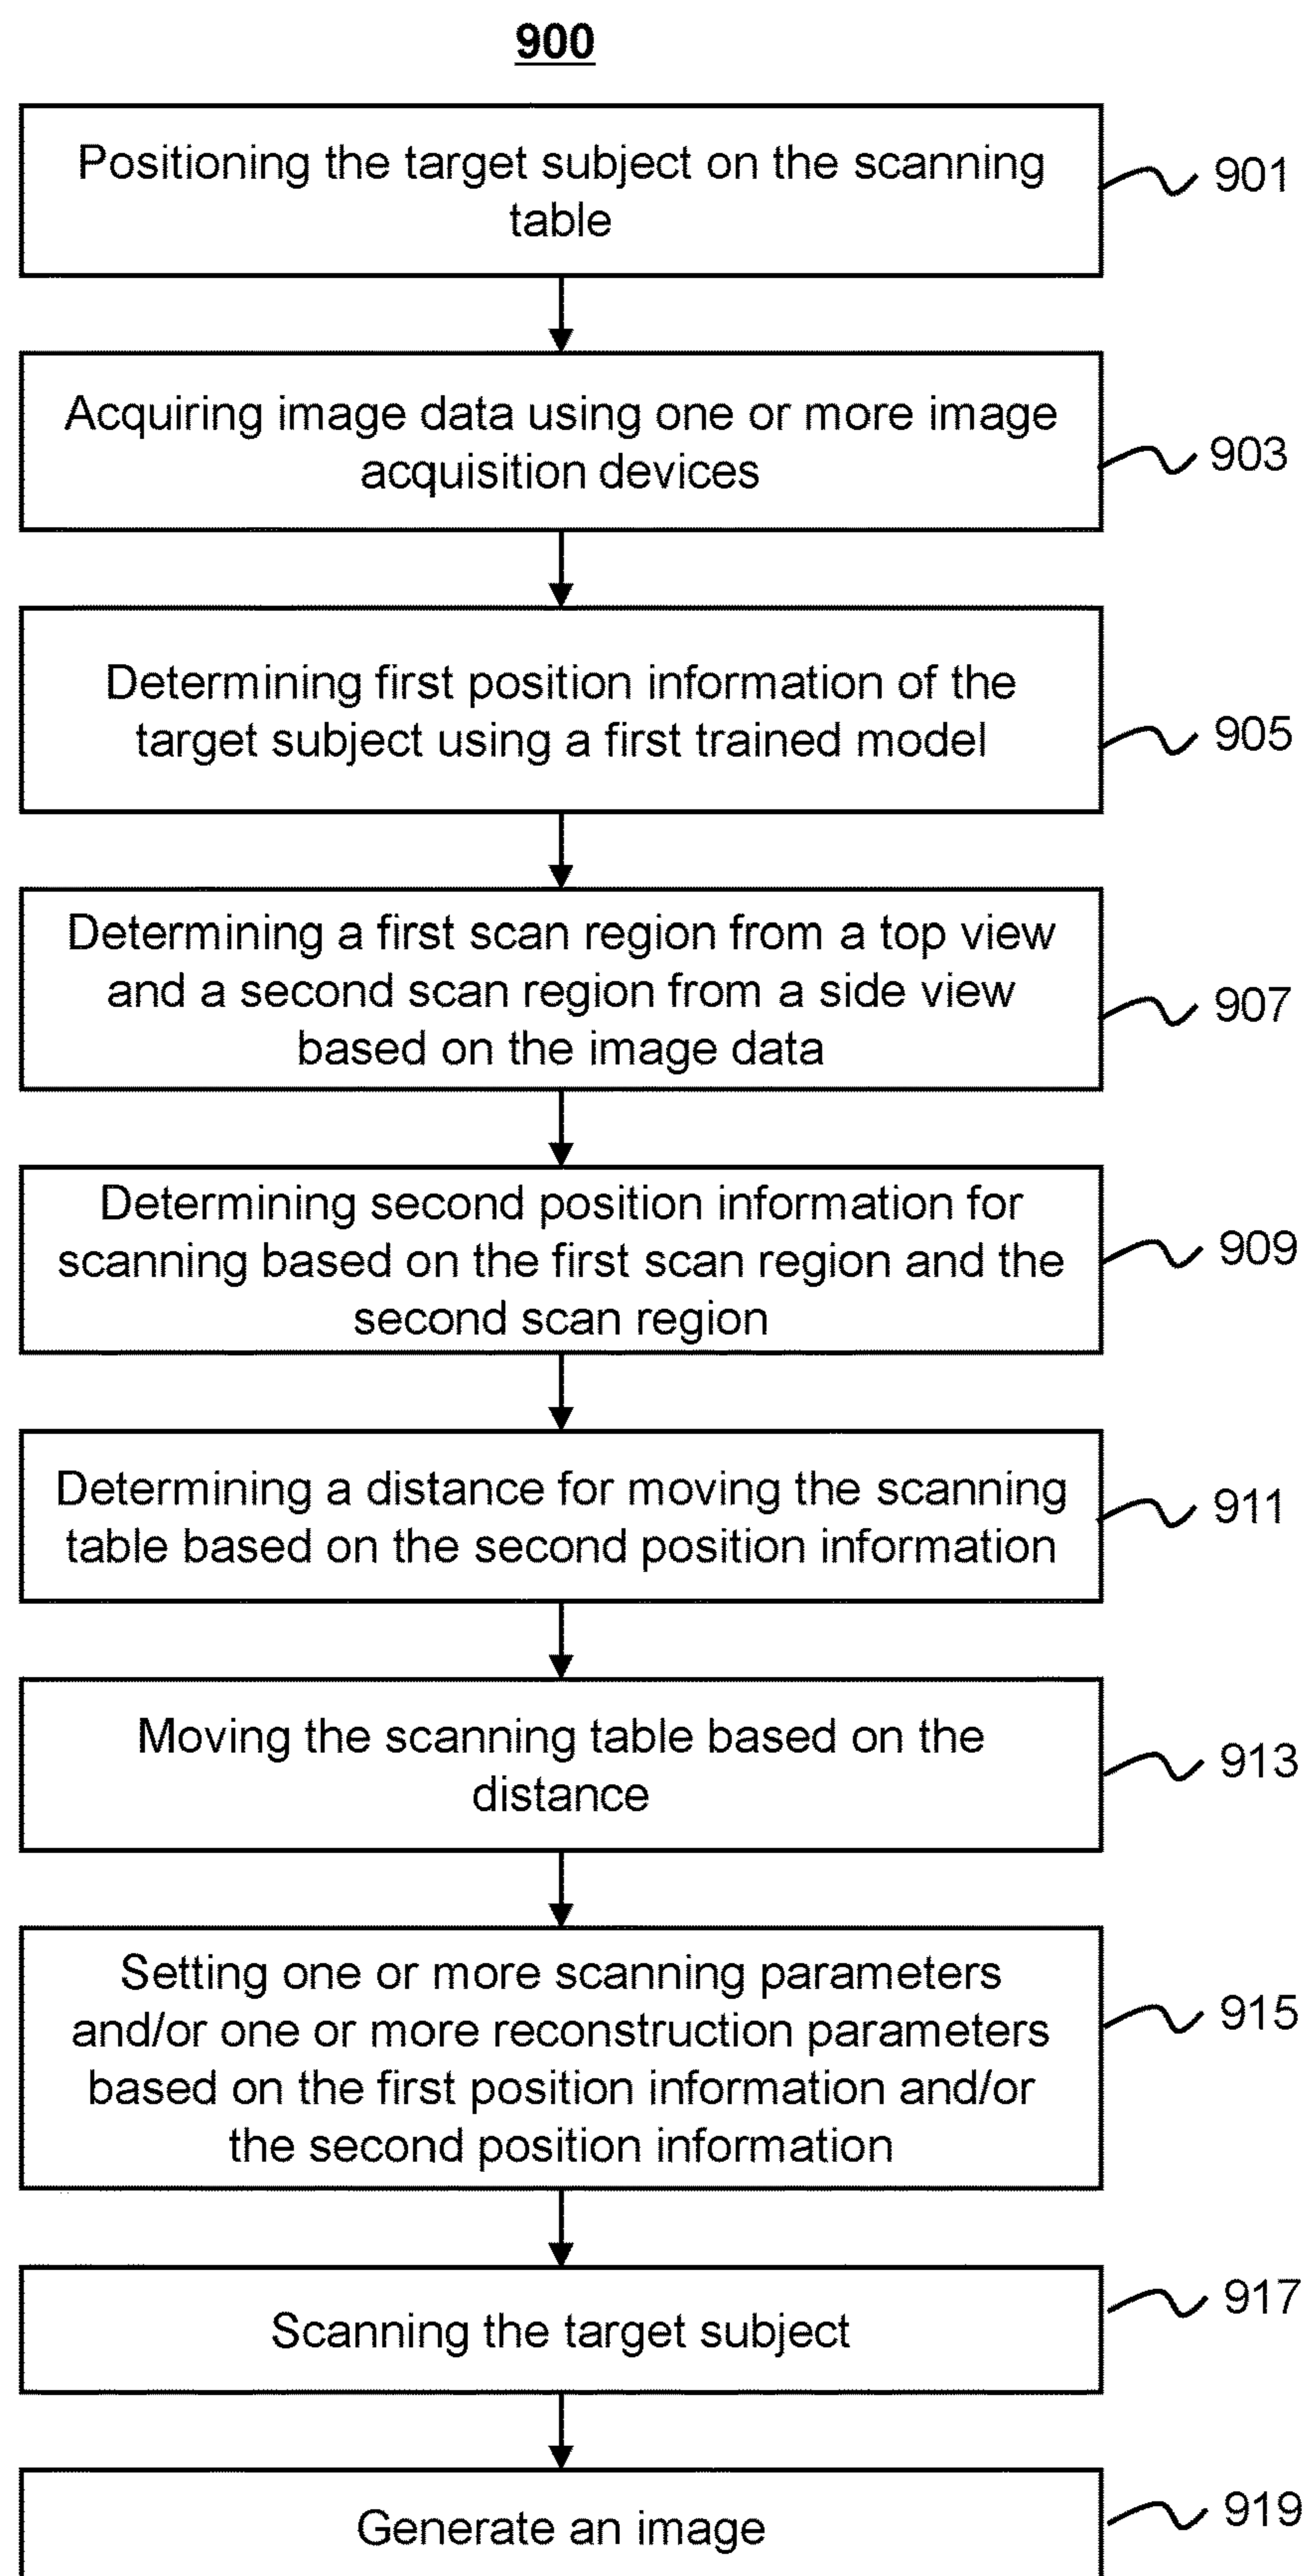 900
Positioning the target subject on the scanning
table
901
Acquiring image data using one or more image
acquisition devices
903
Determining first position information of the
target subject using a first trained model
905
Determining a first scan region from a top view
and a second scan region from a side view
based on the image data
907
Determining second position information for
scanning based on the first scan region and the
second scan region
909
Determining a distance for moving the scanning
table based on the second position information
911
Moving the scanning table based on the
distance
913
Setting one or more scanning parameters
and/or one or more reconstruction parameters
based on the first position information and/or
the second position information
915
Scanning the target subject
917
Generate an image
919